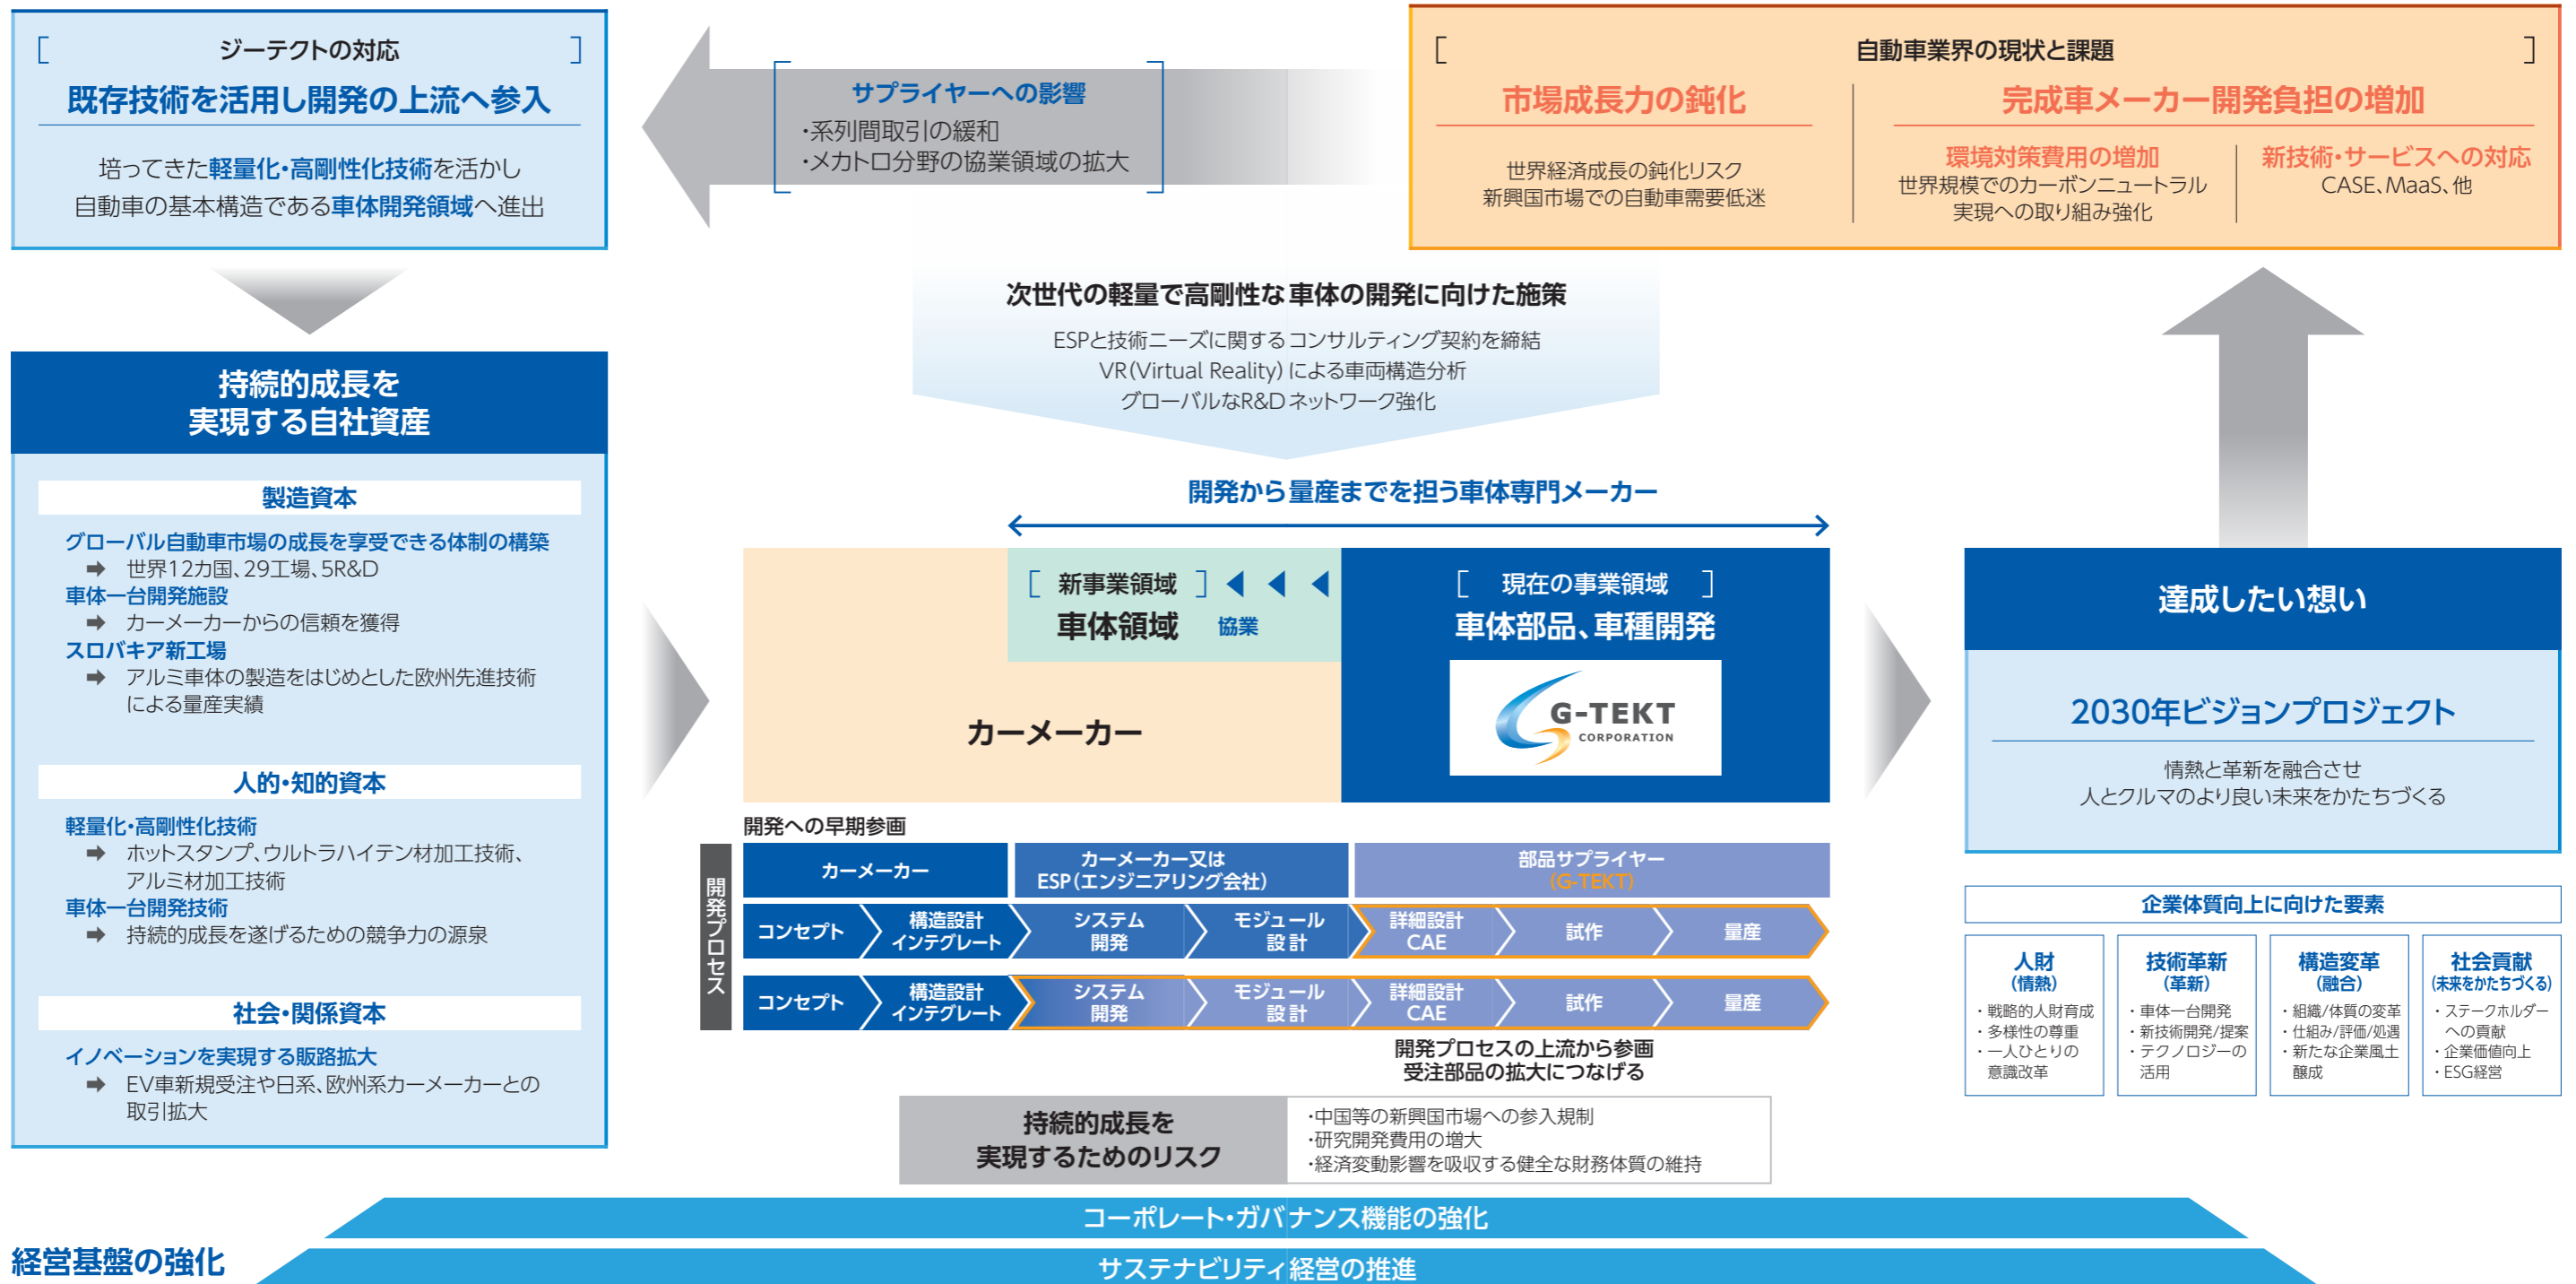 ジーテクトの対応
既存技術を活用し開発の上流へ参入
培ってきた軽量化・高剛性化技術を活かし
自動車の基本構造である車体開発領域へ進出
サプライヤーへの影響
・系列間取引の緩和
・メカトロ分野の協業領域の拡大
自動車業界の現状と課題
市場成長力の鈍化
世界経済成長の鈍化リスク
新興国市場での自動車需要低迷
完成車メーカー開発負担の増加
環境対策費用の増加
世界規模でのカーボンニュートラル
実現への取り組み強化
新技術・サービスへの対応
CASE、MaaS、他
次世代の軽量で高剛性な車体の開発に向けた施策
ESPと技術ニーズに関するコンサルティング契約を締結
VR(Virtual Reality)による車両構造分析
グローバルなR&Dネットワーク強化
持続的成長を
実現する自社資産
製造資本
グローバル自動車市場の成長を享受できる体制の構築
➡ 世界12カ国、29工場、5R&D
車体一台開発施設
➡ カーメーカーからの信頼を獲得
スロバキア新工場
➡ アルミ車体の製造をはじめとした欧州先進技術
による量産実績
人的・知的資本
軽量化・高剛性化技術
➡ ホットスタンプ、ウルトラハイテン材加工技術、
アルミ材加工技術
車体一台開発技術
➡ 持続的成長を遂げるための競争力の源泉
社会・関係資本
イノベーションを実現する販路拡大
➡ EV車新規受注や日系、欧州系カーメーカーとの
取引拡大
開発から量産までを担う車体専門メーカー
新事業領域
車体領域 協業
現在の事業領域
車体部品、車種開発
G-TEKT
CORPORATION
カーメーカー
開発への早期参画
開発プロセス
カーメーカー
カーメーカー又は
ESP(エンジニアリング会社)
部品サプライヤー
(G-TEKT)
コンセプト
構造設計
インテグレート
システム
開発
モジュール
設計
詳細設計
CAE
試作
量産
コンセプト
構造設計
インテグレート
システム
開発
モジュール
設計
詳細設計
CAE
試作
量産
開発プロセスの上流から参画
受注部品の拡大につなげる
持続的成長を
実現するためのリスク
・中国等の新興国市場への参入規制
・研究開発費用の増大
・経済変動影響を吸収する健全な財務体質の維持
達成したい想い
2030年ビジョンプロジェクト
情熱と革新を融合させ
人とクルマのより良い未来をかたちづくる
企業体質向上に向けた要素
人財
(情熱)
・戦略的人財育成
・多様性の尊重
・一人ひとりの
意識改革
技術革新
(革新)
・車体一台開発
・新技術開発/提案
・テクノロジーの
活用
構造変革
(融合)
・組織/体質の変革
・仕組み/評価/処遇
・新たな企業風土
醸成
社会貢献
(未来をかたちづくる)
・ステークホルダー
への貢献
・企業価値向上
・ESG経営
コーポレート・ガバナンス機能の強化
経営基盤の強化
サステナビリティ経営の推進